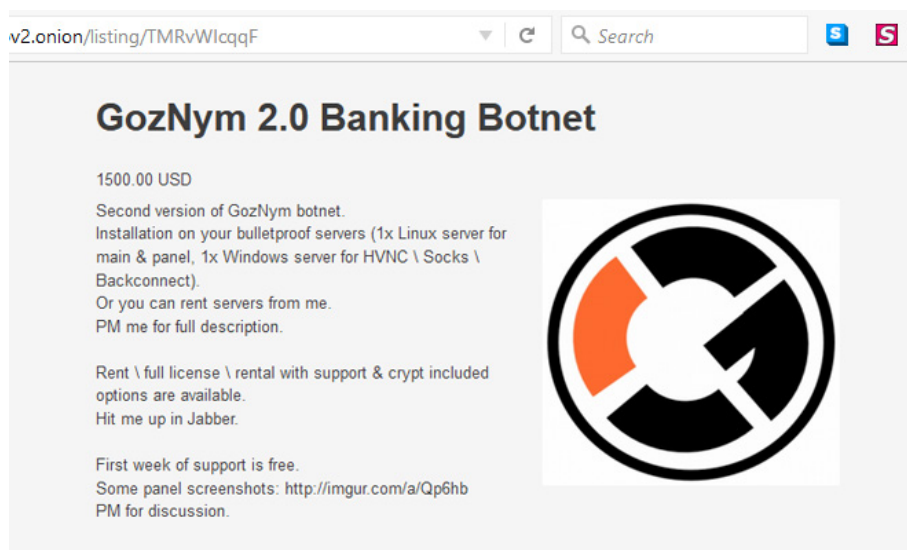 v2.onion/listing/TMRvWIcqqF
Search
S
S
GozNym 2.0 Banking Botnet
1500.00 USD
Second version of GozNym botnet.
Installation on your bulletproof servers (1x Linux server for
main & panel, 1x Windows server for HVNC \ Socks \
Backconnect).
Or you can rent servers from me.
PM me for full description.
Rent \ full license \ rental with support & crypt included
options are available.
Hit me up in Jabber.
First week of support is free.
Some panel screenshots: http://imgur.com/a/Qp6hb
PM for discussion.